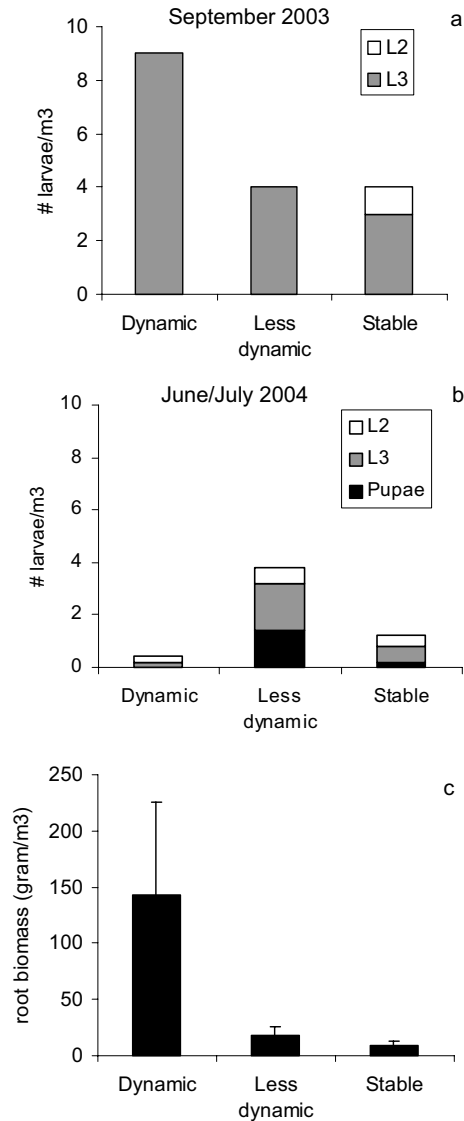 September 2003
a
L2
L3
10
8
6
4
2
0
# larvae/m3
Dynamic
Less
dynamic
Stable
June/July 2004
b
L2
L3
Pupae
10
8
6
4
2
0
# larvae/m3
Dynamic
Less
dynamic
Stable
c
250
200
150
100
50
0
root biomass (gram/m3)
Dynamic
Less
dynamic
Stable